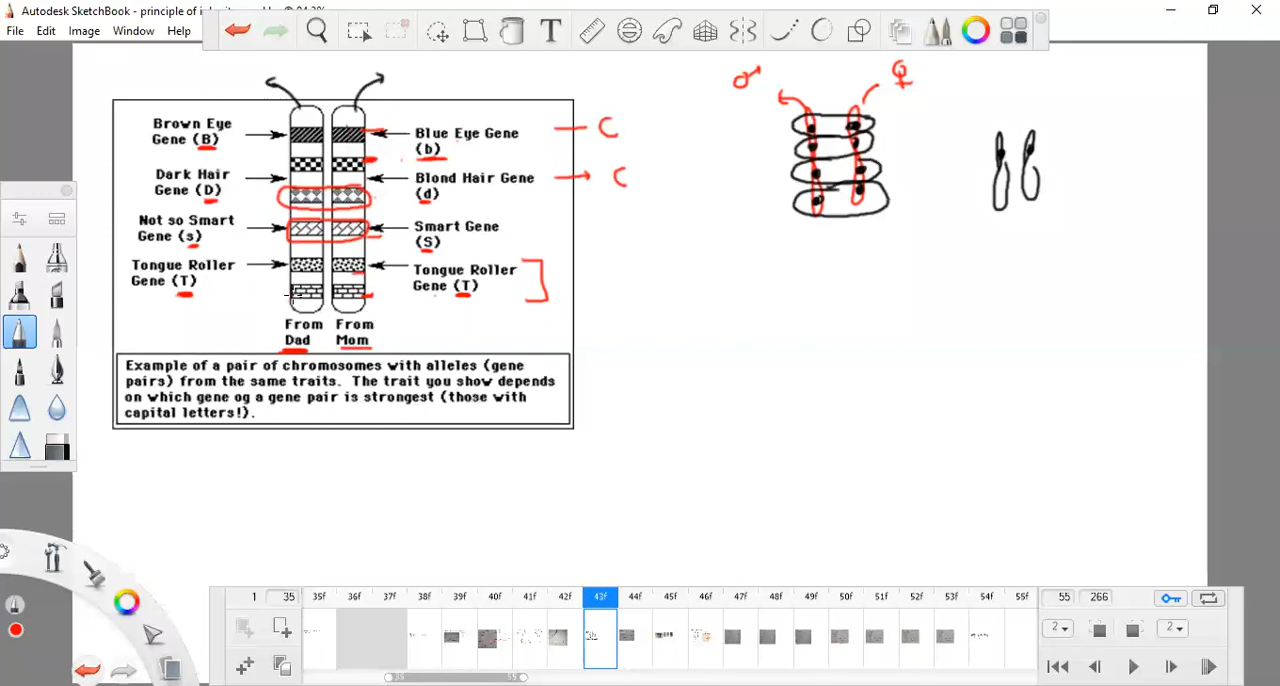 Autodesk SketchBook - principle of i
File Edit Image Window Help
T
♂ ♀
Brown Eye
Gene (B)
Blue Eye Gene
(b)
C
Dark Hair
Gene (D)
Blond Hair Gene
(d)
C
Not so Smart
Gene (s)
Smart Gene
(S)
Tongue Roller
Gene (T)
Tongue Roller
Gene (T)
From
Dad
From
Mom
Example of a pair of chromosomes with alleles (gene
pairs) from the same traits. The trait you show depends
on which gene og a gene pair is strongest (those with
capital letters!).
1 35 35f 36f 37f 38f 39f 40f 41f 42f 43f 44f 45f 46f 47f 48f 49f 50f 51f 52f 53f 54f 55f 55 266
2 2
35 55